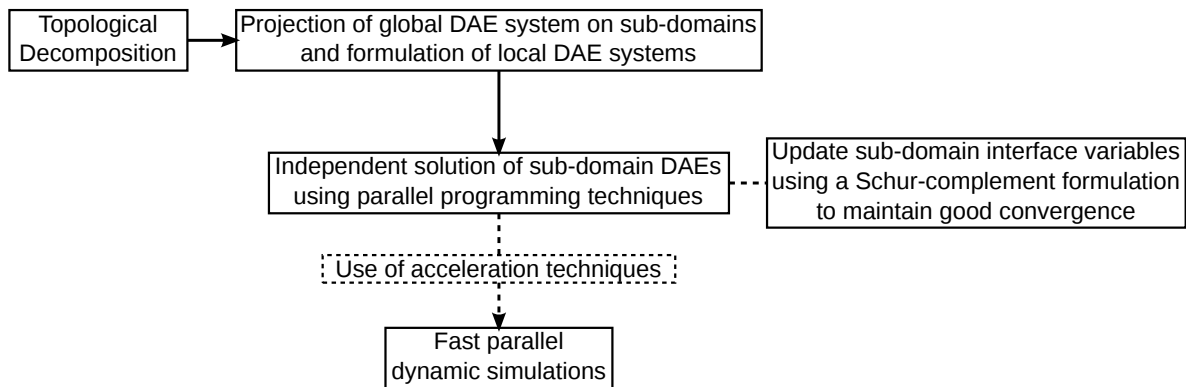 Topological
Decomposition
Projection of global DAE system on sub-domains
and formulation of local DAE systems
Independent solution of sub-domain DAEs
using parallel programming techniques
Update sub-domain interface variables
using a Schur-complement formulation
to maintain good convergence
Use of acceleration techniques
Fast parallel
dynamic simulations